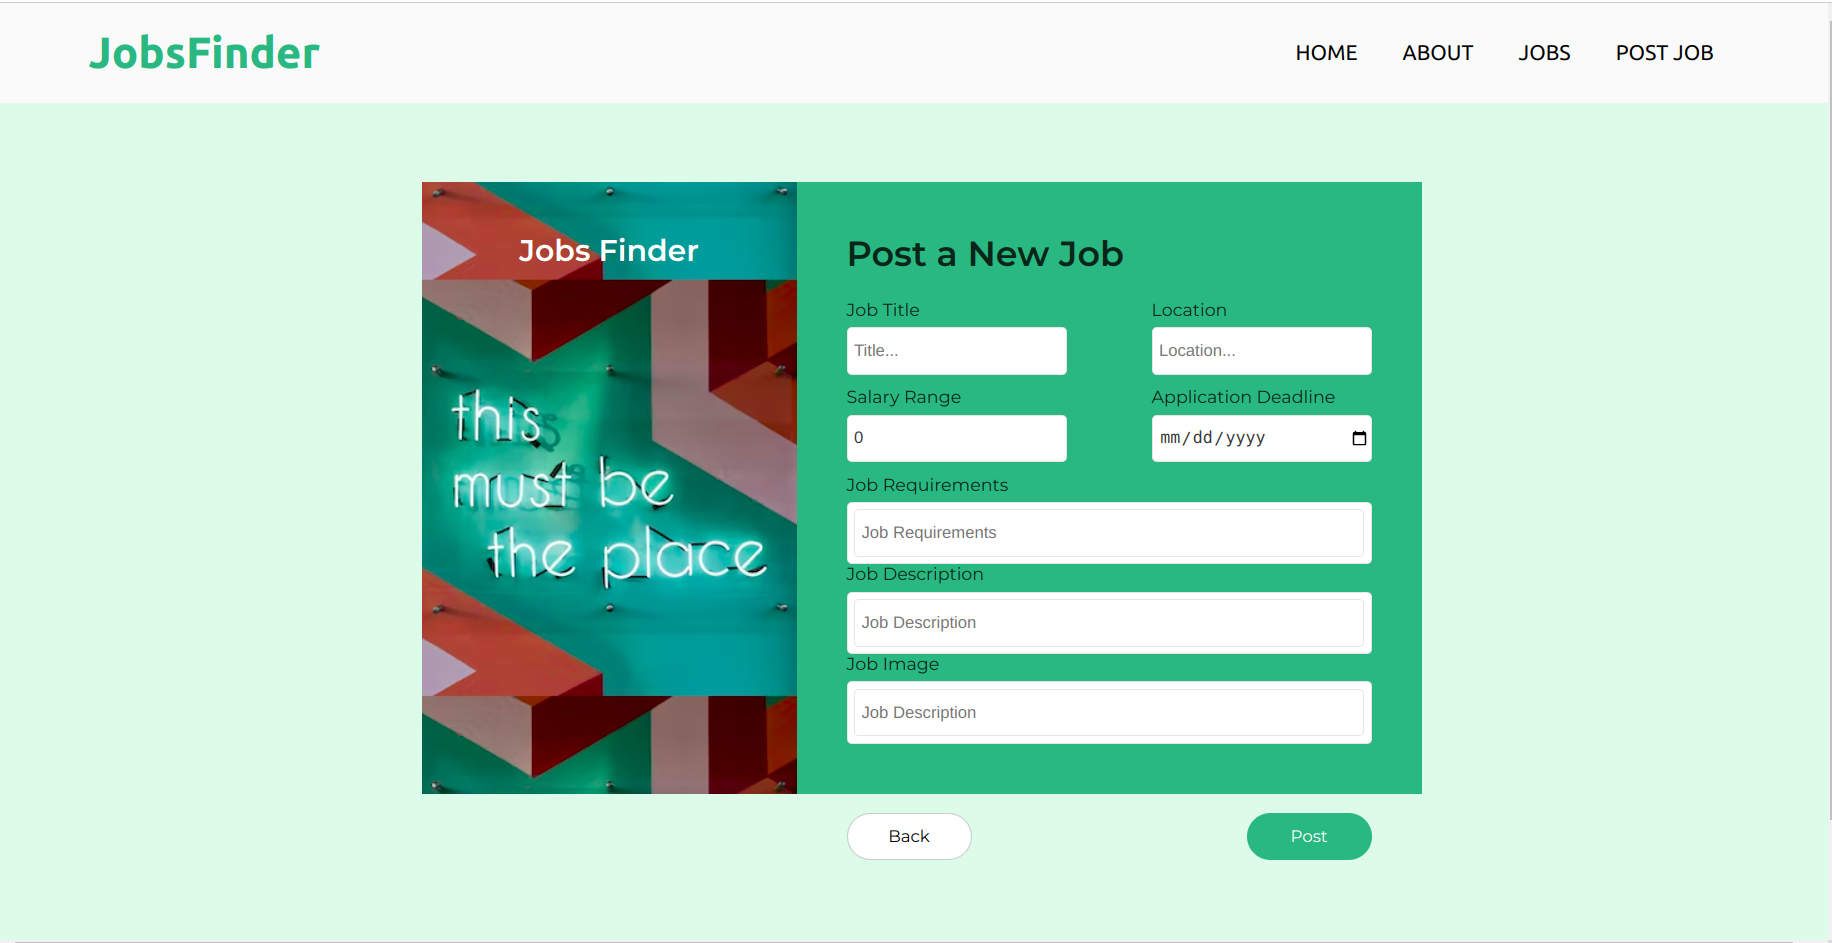 JobsFinder
HOME ABOUT JOBS POST JOB
Jobs Finder
this
must be
the place
Post a New Job
Job Title Location
Title... Location...
Salary Range Application Deadline
0 mm/dd/yyyy
Job Requirements
Job Requirements
Job Description
Job Description
Job Image
Job Description
Back Post